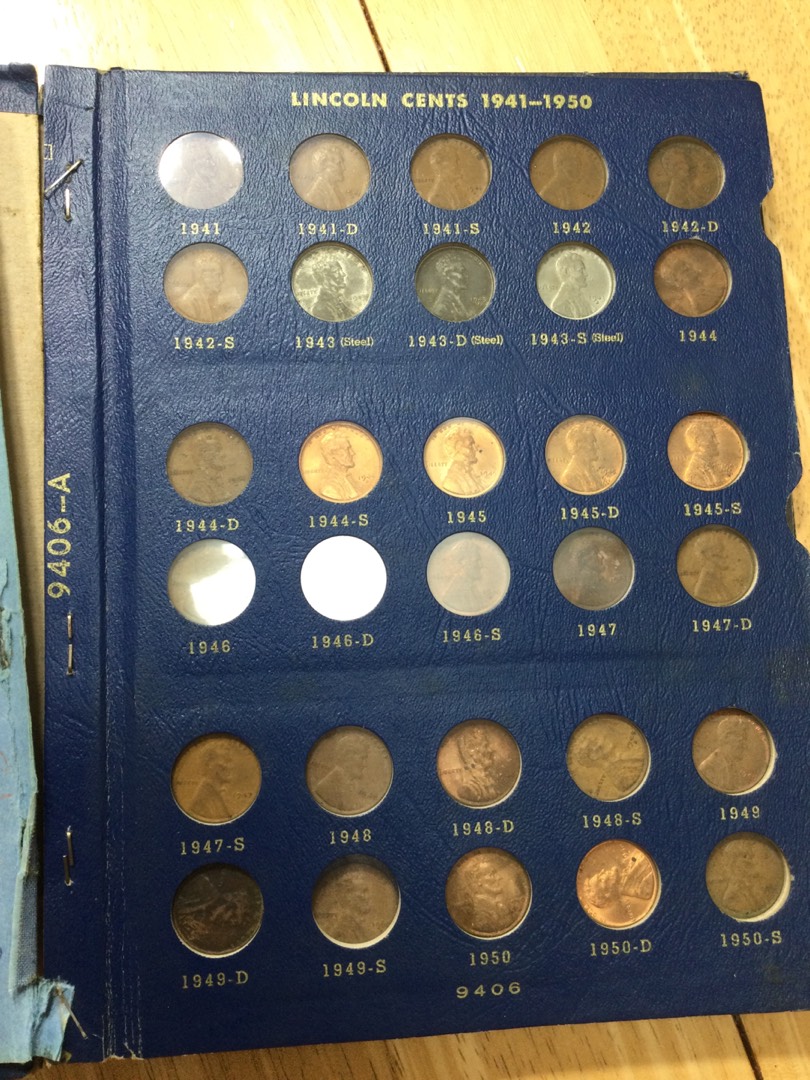 LINCOLN CENTS 1941–1950
1941 1941-D 1941-S 1942 1942-D
1942-S 1943 (Steel) 1943-D (Steel) 1943-S (Steel) 1944
1944-D 1944-S 1945 1945-D 1945-S
1946 1946-D 1946-S 1947 1947-D
1947-S 1948 1948-D 1948-S 1949
1949-D 1949-S 1950 1950-D 1950-S
9406
9406-A